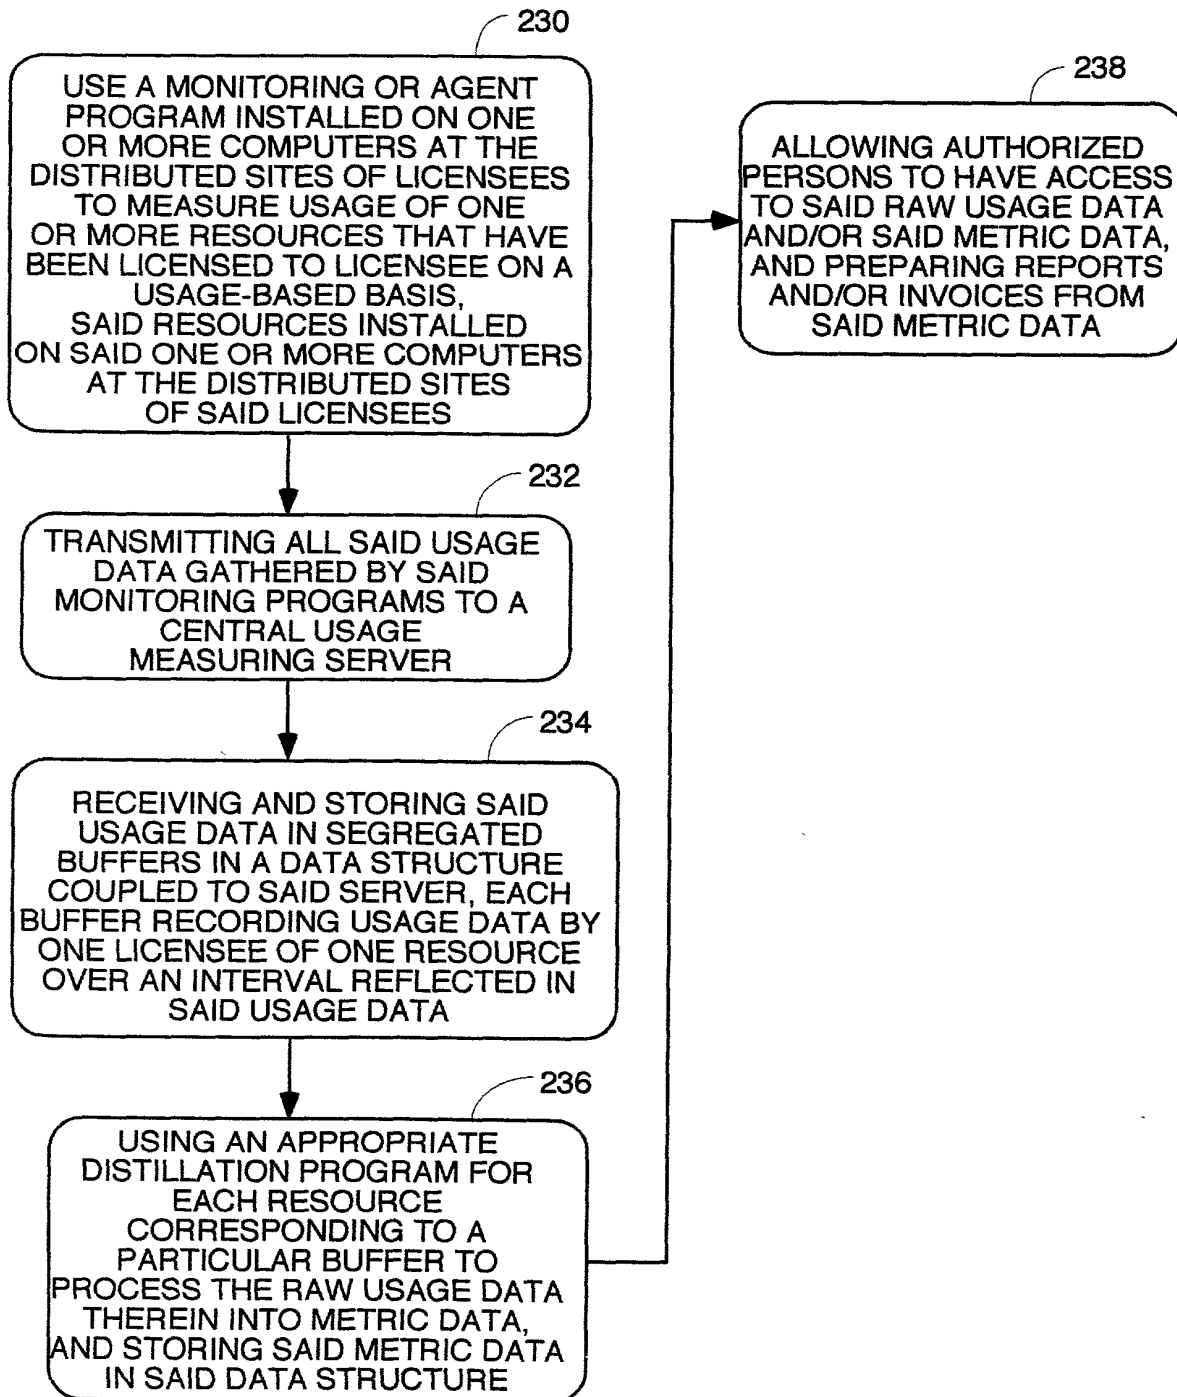 230
USE A MONITORING OR AGENT
PROGRAM INSTALLED ON ONE
OR MORE COMPUTERS AT THE
DISTRIBUTED SITES OF LICENSEES
TO MEASURE USAGE OF ONE
OR MORE RESOURCES THAT HAVE
BEEN LICENSED TO LICENSEE ON A
USAGE-BASED BASIS,
SAID RESOURCES INSTALLED
ON SAID ONE OR MORE COMPUTERS
AT THE DISTRIBUTED SITES
OF SAID LICENSEES
232
TRANSMITTING ALL SAID USAGE
DATA GATHERED BY SAID
MONITORING PROGRAMS TO A
CENTRAL USAGE
MEASURING SERVER
234
RECEIVING AND STORING SAID
USAGE DATA IN SEGREGATED
BUFFERS IN A DATA STRUCTURE
COUPLED TO SAID SERVER, EACH
BUFFER RECORDING USAGE DATA BY
ONE LICENSEE OF ONE RESOURCE
OVER AN INTERVAL REFLECTED IN
SAID USAGE DATA
236
USING AN APPROPRIATE
DISTILLATION PROGRAM FOR
EACH RESOURCE
CORRESPONDING TO A
PARTICULAR BUFFER TO
PROCESS THE RAW USAGE DATA
THEREIN INTO METRIC DATA,
AND STORING SAID METRIC DATA
IN SAID DATA STRUCTURE
238
ALLOWING AUTHORIZED
PERSONS TO HAVE ACCESS
TO SAID RAW USAGE DATA
AND/OR SAID METRIC DATA,
AND PREPARING REPORTS
AND/OR INVOICES FROM
SAID METRIC DATA